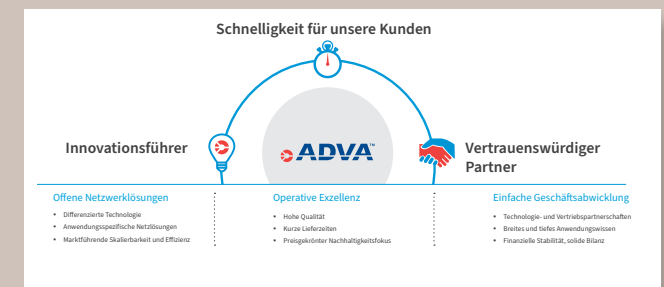 Schnelligkeit für unsere Kunden
Innovationsführer
ADVA™
Vertrauenswürdiger
Partner
Offene Netzwerklösungen
• Differenzierte Technologie
• Anwendungsspezifische Netzlösungen
• Marktführende Skalierbarkeit und Effizienz
Operative Exzellenz
• Hohe Qualität
• Kurze Lieferzeiten
• Preisgekrönter Nachhaltigkeitsfokus
Einfache Geschäftsabwicklung
• Technologie- und Vertriebspartnerschaften
• Breites und tiefes Anwendungswissen
• Finanzielle Stabilität, solide Bilanz